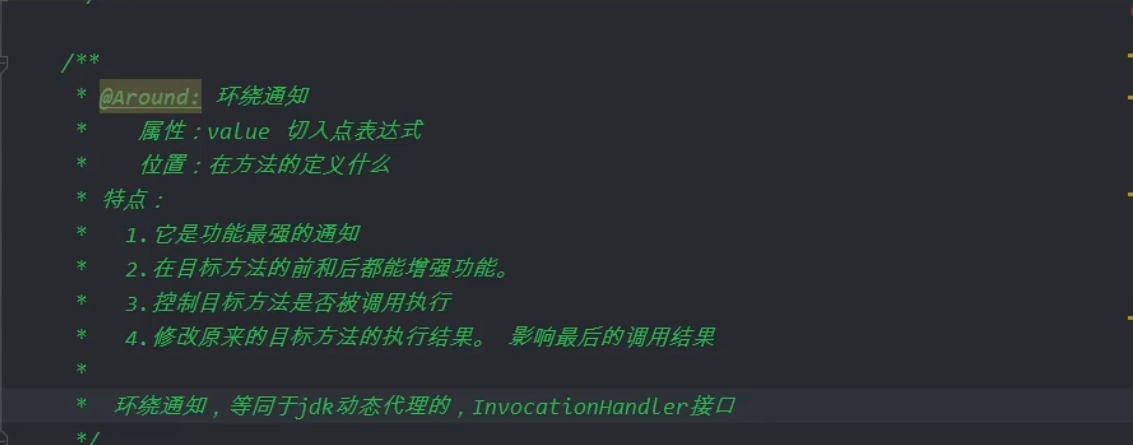 /**
* @Around: 环绕通知
* 属性：value 切入点表达式
* 位置：在方法的定义什么
* 特点：
* 1.它是功能最强的通知
* 2.在目标方法的前和后都能增强功能。
* 3.控制目标方法是否被调用执行
* 4.修改原来的目标方法的执行结果。 影响最后的调用结果
*
* 环绕通知，等同于jdk动态代理的，InvocationHandler接口
*/